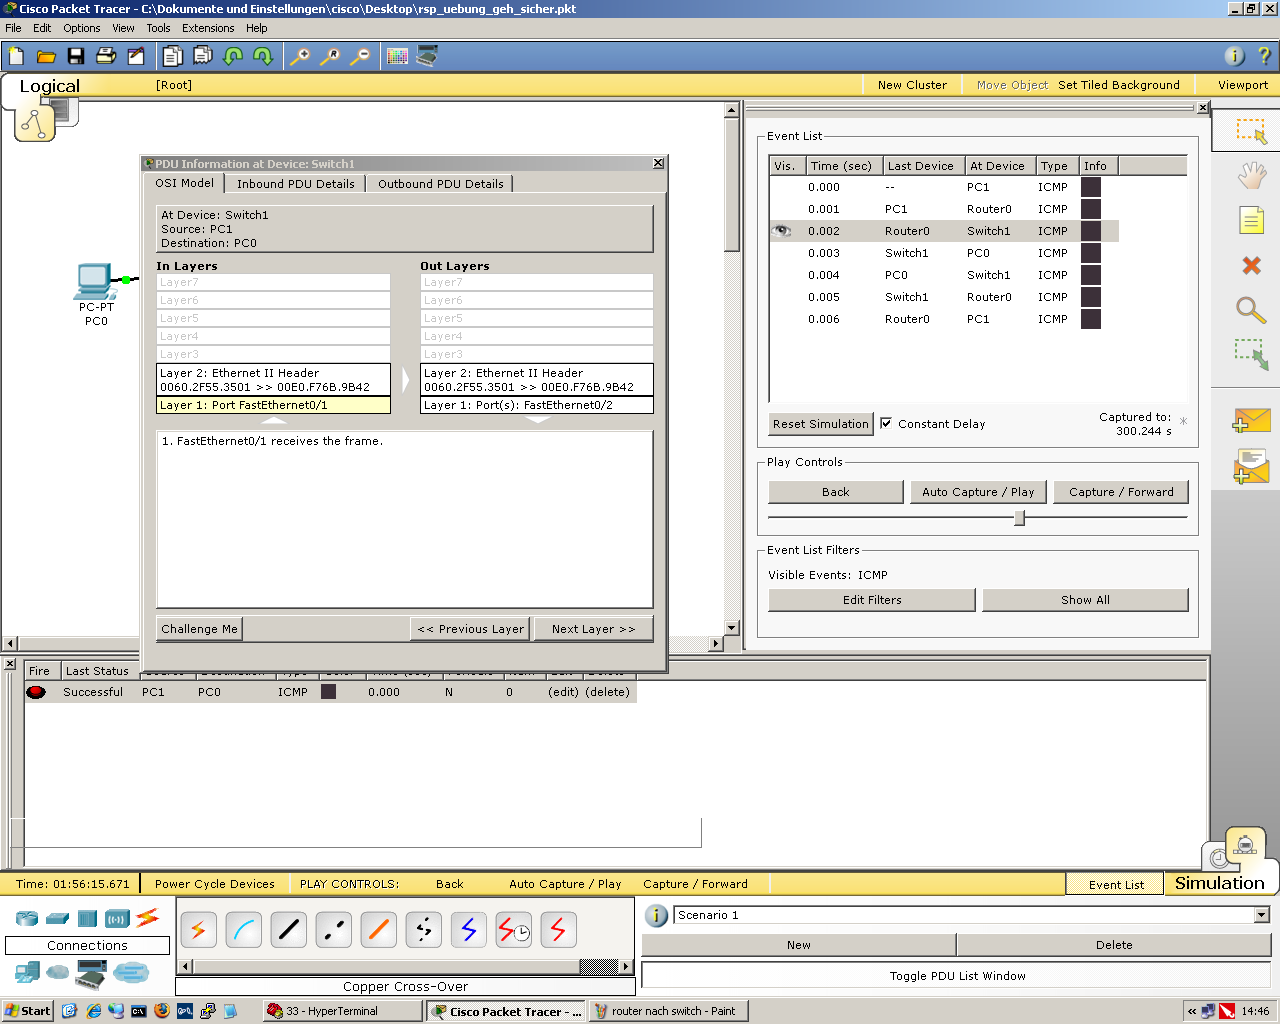 Cisco Packet Tracer - C:\Dokumente und Einstellungen\cisco\Desktop\rsp_uebung_geh_sicher.pkt
File Edit Options View Tools Extensions Help
Logical [Root] New Cluster Move Object Set Tiled Background Viewport
PC-PT
PC0
PDU Information at Device: Switch1
OSI Model Inbound PDU Details Outbound PDU Details
At Device: Switch1
Source: PC1
Destination: PC0
In Layers Out Layers
Layer7 Layer7
Layer6 Layer6
Layer5 Layer5
Layer4 Layer4
Layer3 Layer3
Layer 2: Ethernet II Header Layer 2: Ethernet II Header
0060.2F55.3501 >> 00E0.F76B.9B42 0060.2F55.3501 >> 00E0.F76B.9B42
Layer 1: Port FastEthernet0/1 Layer 1: Port(s): FastEthernet0/2
1. FastEthernet0/1 receives the frame.
Challenge Me << Previous Layer Next Layer >>
Event List
Vis. Time (sec) Last Device At Device Type Info
0.000 -- PC1 ICMP
0.001 PC1 Router0 ICMP
0.002 Router0 Switch1 ICMP
0.003 Switch1 PC0 ICMP
0.004 PC0 Switch1 ICMP
0.005 Switch1 Router0 ICMP
0.006 Router0 PC1 ICMP
Reset Simulation Constant Delay Captured to: *
300.244 s
Play Controls
Back Auto Capture / Play Capture / Forward
Event List Filters
Visible Events: ICMP
Edit Filters Show All
Fire Last Status
Successful PC1 PC0 ICMP 0.000 N 0 (edit) (delete)
Time: 01:56:15.671 Power Cycle Devices PLAY CONTROLS: Back Auto Capture / Play Capture / Forward Event List Simulation
Connections
Copper Cross-Over
Scenario 1
New Delete
Toggle PDU List Window
Start 33 - HyperTerminal Cisco Packet Tracer - ... router nach switch - Paint « 14:46